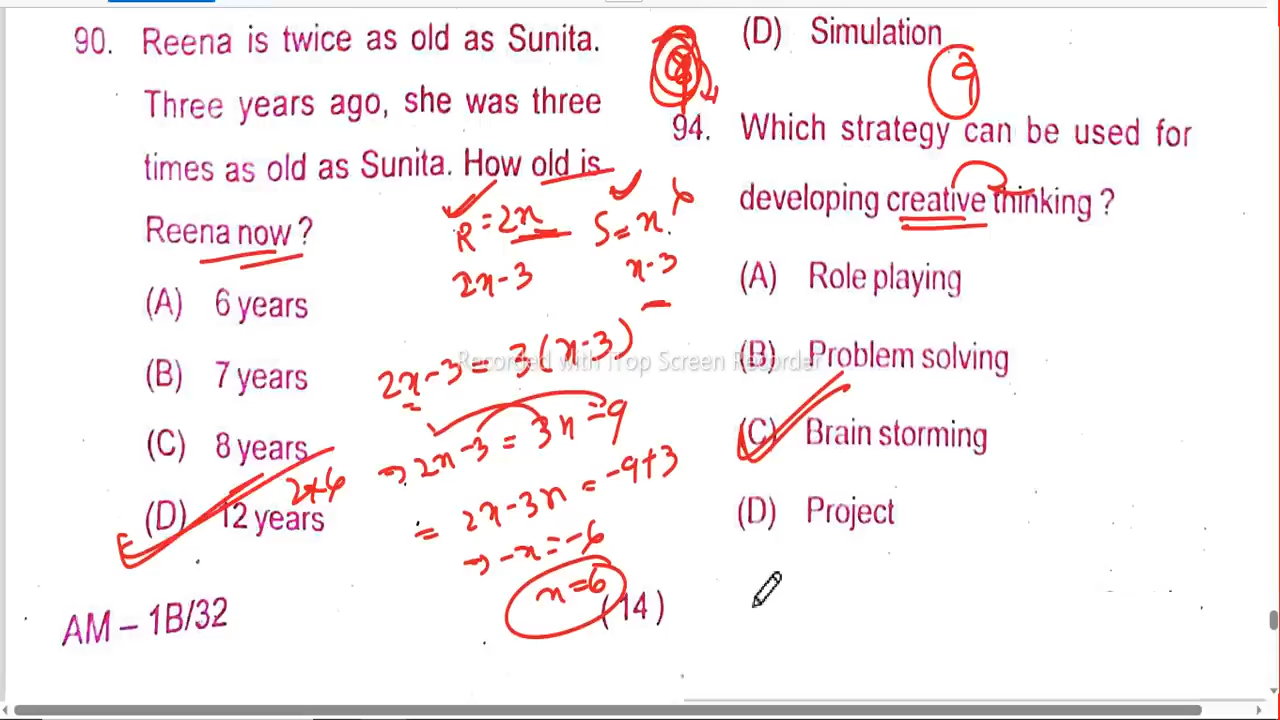 90. Reena is twice as old as Sunita.
Three years ago, she was three
times as old as Sunita. How old is
Reena now ?
(A) 6 years
(B) 7 years
(C) 8 years
(D) 12 years
2×6
R = 2x S = x 6
2x-3 x-3
2x-3 = 3(x-3)
⇒ 2x-3 = 3x-9
= 2x-3x = -9+3
⇒ -x = -6
x=6
AM – 1B/32
(14)
(D) Simulation
94. Which strategy can be used for
developing creative thinking ?
(A) Role playing
(B) Problem solving
(C) Brain storming
(D) Project
Recorded with iTop Screen Recorder